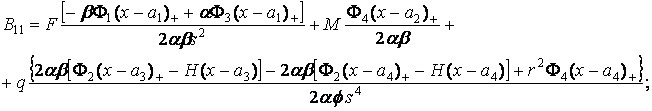 B₁₁ = F [- βΦ₁(x - a₁)₊ + αΦ₃(x - a₁)₊] / 2αβs² + M Φ₄(x - a₂)₊ / 2αβ +
+ q {2αβ[Φ₂(x - a₃)₊ - H(x - a₃)] - 2αβ[Φ₂(x - a₄)₊ - H(x - a₄)] + r²Φ₄(x - a₄)₊} / 2αϕs⁴ ;